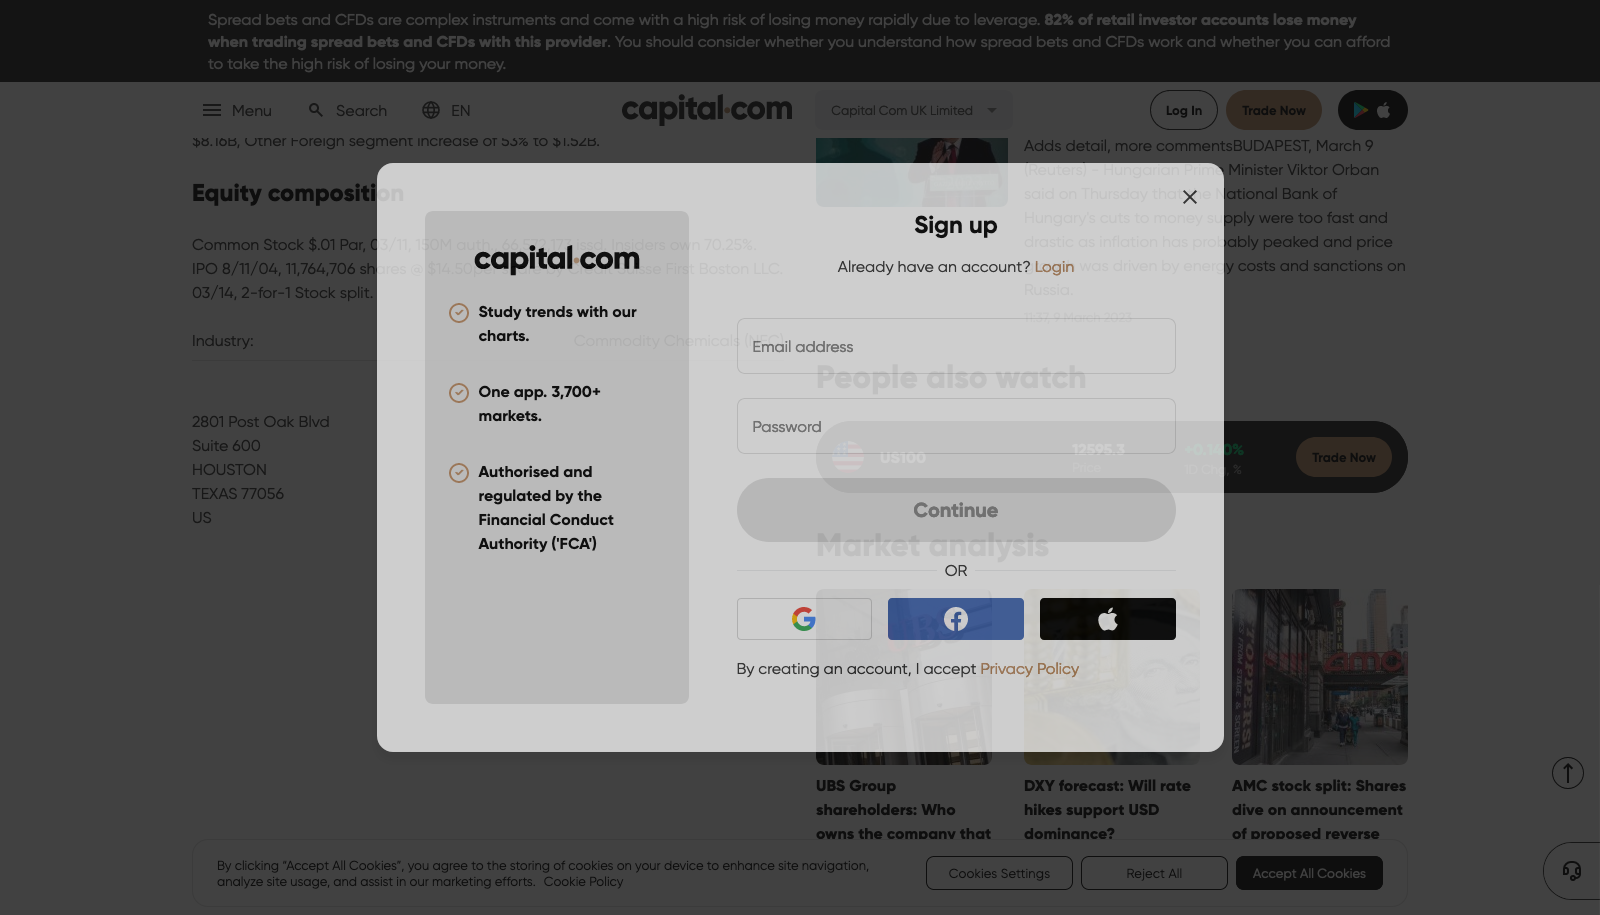 Spread bets and CFDs are complex instruments and come with a high risk of losing money rapidly due to leverage. 82% of retail investor accounts lose money
when trading spread bets and CFDs with this provider. You should consider whether you understand how spread bets and CFDs work and whether you can afford
to take the high risk of losing your money.
Menu
Search
EN
capital.com
Capital Com UK Limited
Log In
Trade Now
$8.16B, Other Foreign segment increase of 53% to $1.52B.
Equity composition
Common Stock $.01 Par, 03/11, 150M auth., 66,572,177 issd. Insiders own 70.25%.
IPO 8/11/04, 11,764,706 shares @ $14.50 by Credit Suisse First Boston LLC.
03/14, 2-for-1 Stock split.
Industry:
Commodity Chemicals (NEC)
2801 Post Oak Blvd
Suite 600
HOUSTON
TEXAS 77056
US
Adds detail, more commentsBUDAPEST, March 9
(Reuters) - Hungarian Prime Minister Viktor Orban
said on Thursday that the National Bank of
Hungary's cuts to money supply were too fast and
drastic as inflation has probably peaked and price
was driven by energy costs and sanctions on
Russia.
11:37, 9 March 2023
People also watch
US100
12595.3
Price
+0.140%
1D Chg, %
Trade Now
Market analysis
UBS Group
shareholders: Who
owns the company that
DXY forecast: Will rate
hikes support USD
dominance?
AMC stock split: Shares
dive on announcement
of proposed reverse
capital.com
Study trends with our
charts.
One app. 3,700+
markets.
Authorised and
regulated by the
Financial Conduct
Authority ('FCA')
Sign up
Already have an account? Login
Email address
Password
Continue
OR
By creating an account, I accept Privacy Policy
By clicking "Accept All Cookies", you agree to the storing of cookies on your device to enhance site navigation,
analyze site usage, and assist in our marketing efforts. Cookie Policy
Cookies Settings
Reject All
Accept All Cookies